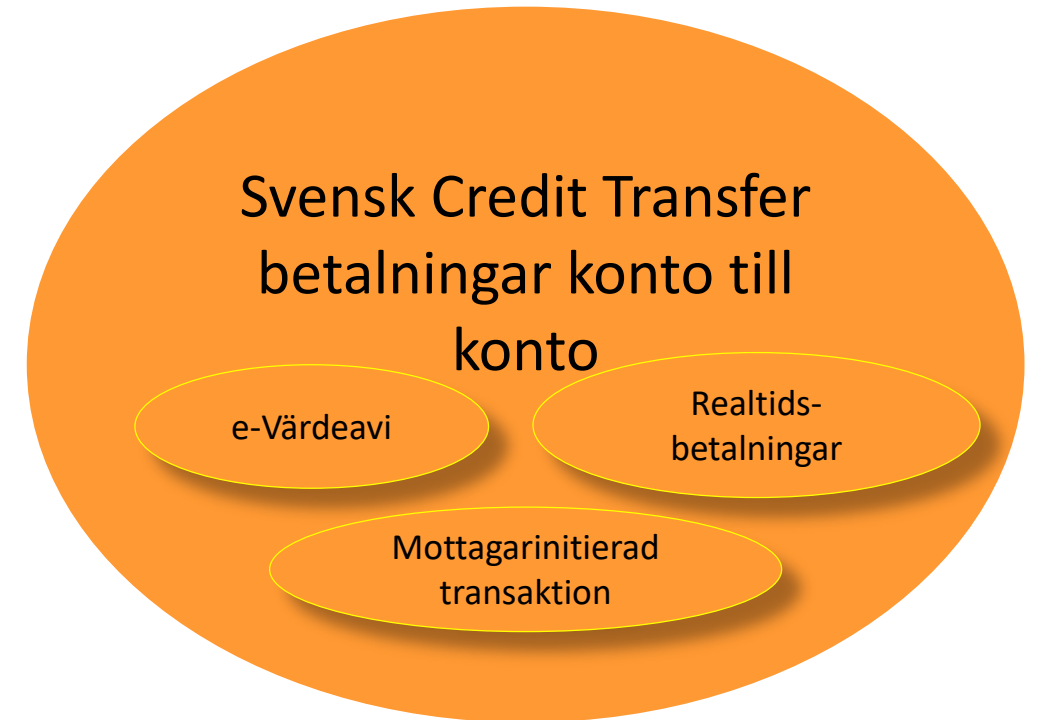 Svensk Credit Transfer
betalningar konto till
konto
e-Värdeavi
Realtids-
betalningar
Mottagarinitierad
transaktion